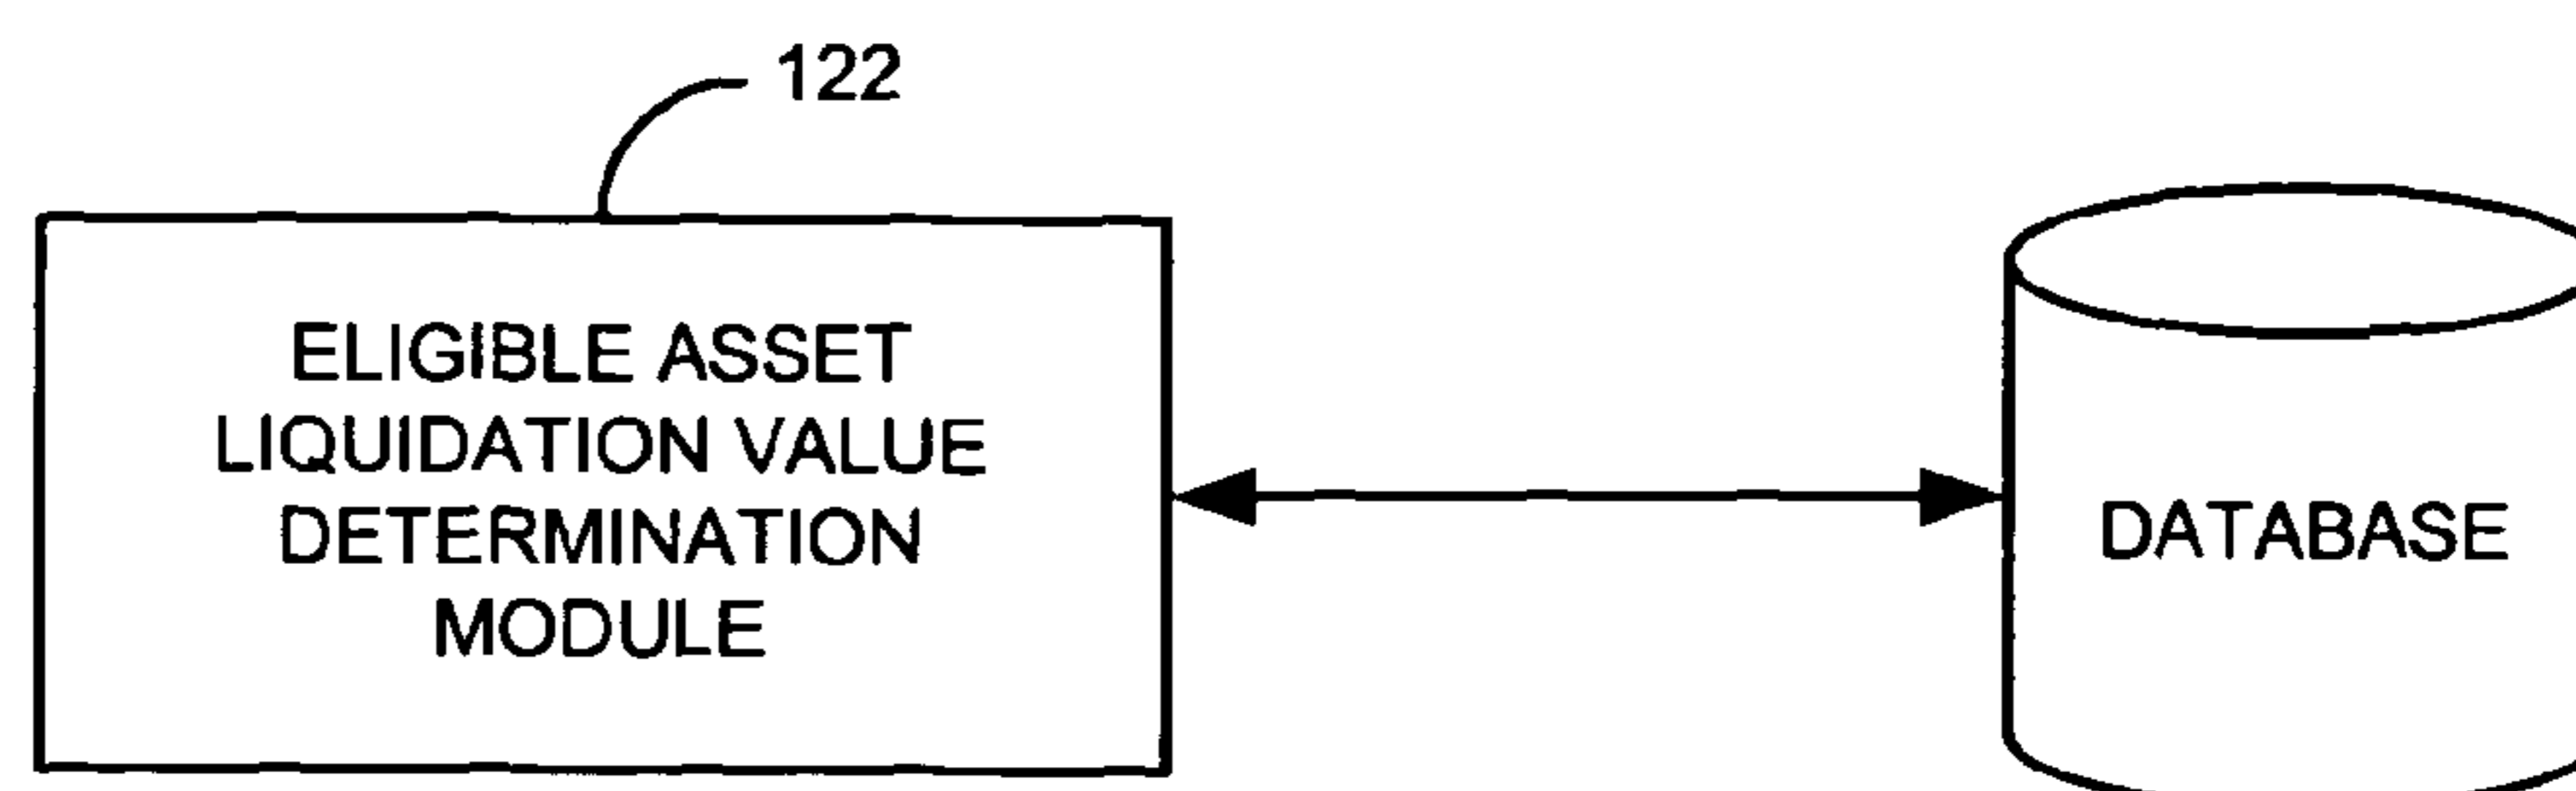 122
ELIGIBLE ASSET
LIQUIDATION VALUE
DETERMINATION
MODULE
DATABASE